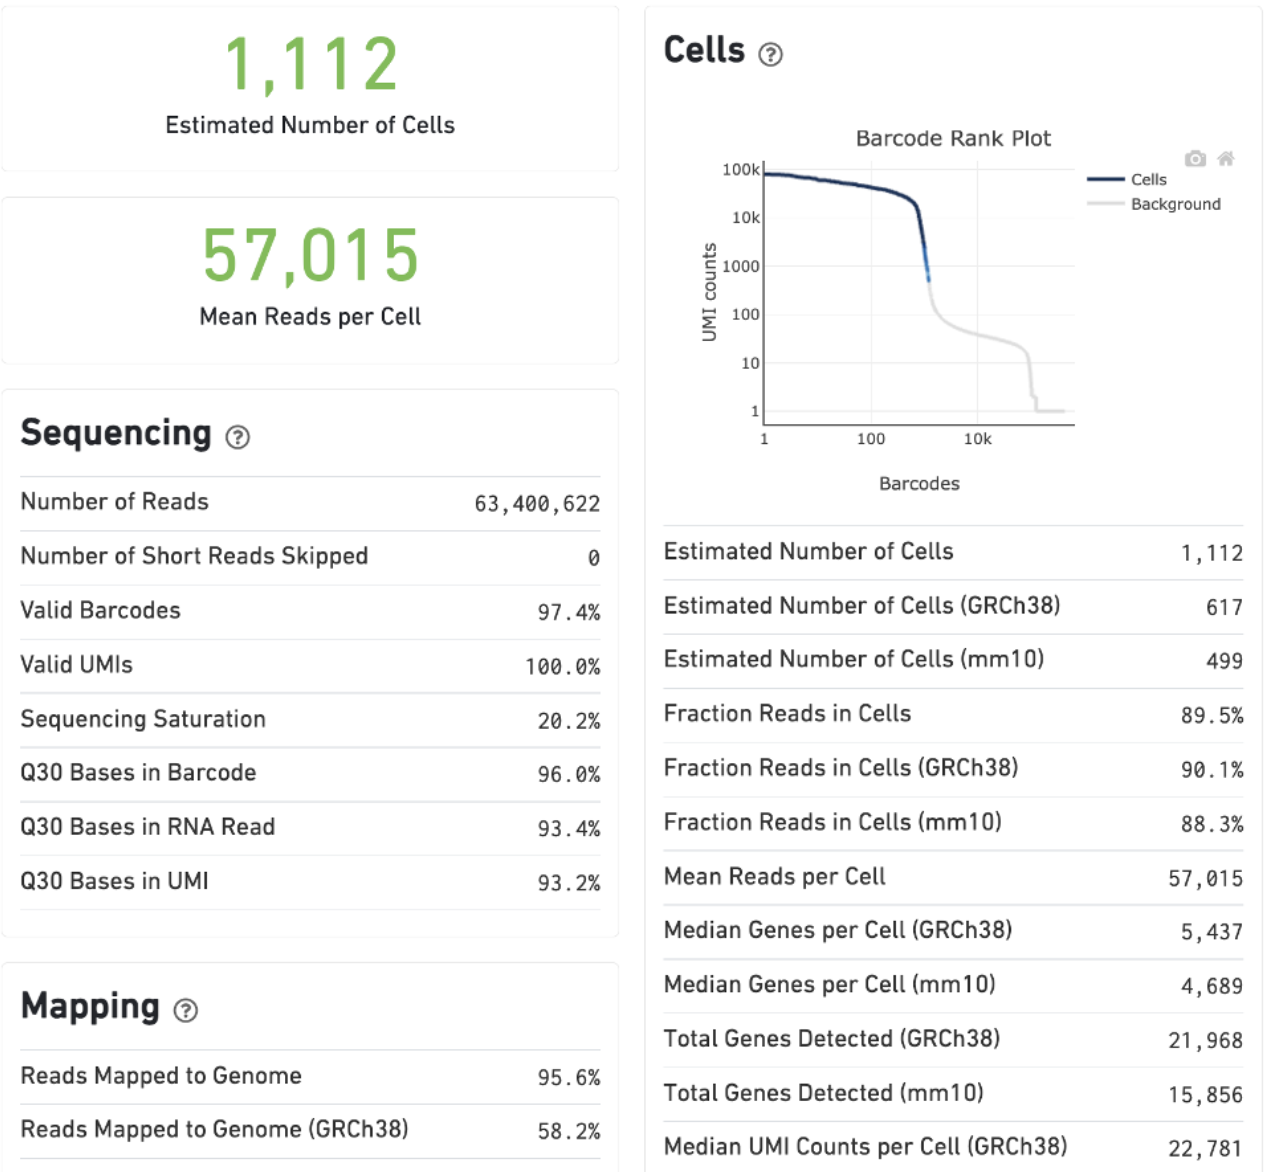 1,112
Estimated Number of Cells
57,015
Mean Reads per Cell
Sequencing ?
Number of Reads 63,400,622
Number of Short Reads Skipped 0
Valid Barcodes 97.4%
Valid UMIs 100.0%
Sequencing Saturation 20.2%
Q30 Bases in Barcode 96.0%
Q30 Bases in RNA Read 93.4%
Q30 Bases in UMI 93.2%
Mapping ?
Reads Mapped to Genome 95.6%
Reads Mapped to Genome (GRCh38) 58.2%
Cells ?
Barcode Rank Plot
100k
10k
1000
100
10
1
UMI counts
1 100 10k
Barcodes
Cells
Background
Estimated Number of Cells 1,112
Estimated Number of Cells (GRCh38) 617
Estimated Number of Cells (mm10) 499
Fraction Reads in Cells 89.5%
Fraction Reads in Cells (GRCh38) 90.1%
Fraction Reads in Cells (mm10) 88.3%
Mean Reads per Cell 57,015
Median Genes per Cell (GRCh38) 5,437
Median Genes per Cell (mm10) 4,689
Total Genes Detected (GRCh38) 21,968
Total Genes Detected (mm10) 15,856
Median UMI Counts per Cell (GRCh38) 22,781